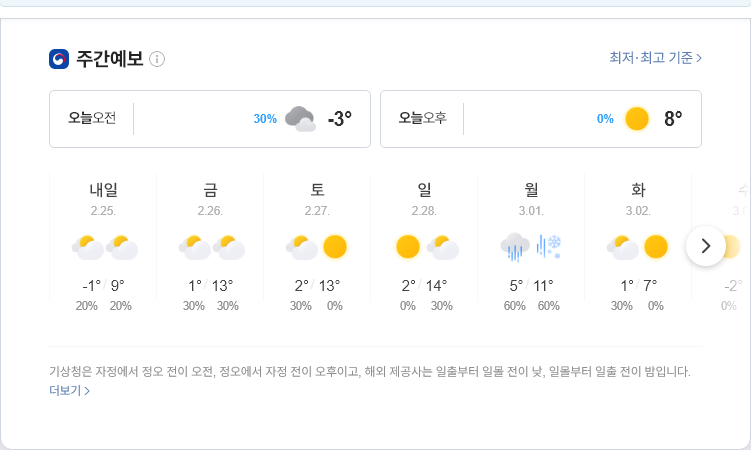 주간예보
최저·최고 기준
오늘오전 30% -3°
오늘오후 0% 8°
내일 금 토 일 월 화
2.25. 2.26. 2.27. 2.28. 3.01. 3.02.
-1° / 9° 1° / 13° 2° / 13° 2° / 14° 5° / 11° 1° / 7° -2°
20% 20% 30% 30% 30% 0% 0% 30% 60% 60% 30% 0% 0%
기상청은 자정에서 정오 전이 오전, 정오에서 자정 전이 오후이고, 해외 제공사는 일출부터 일몰 전이 낮, 일몰부터 일출 전이 밤입니다.
더보기